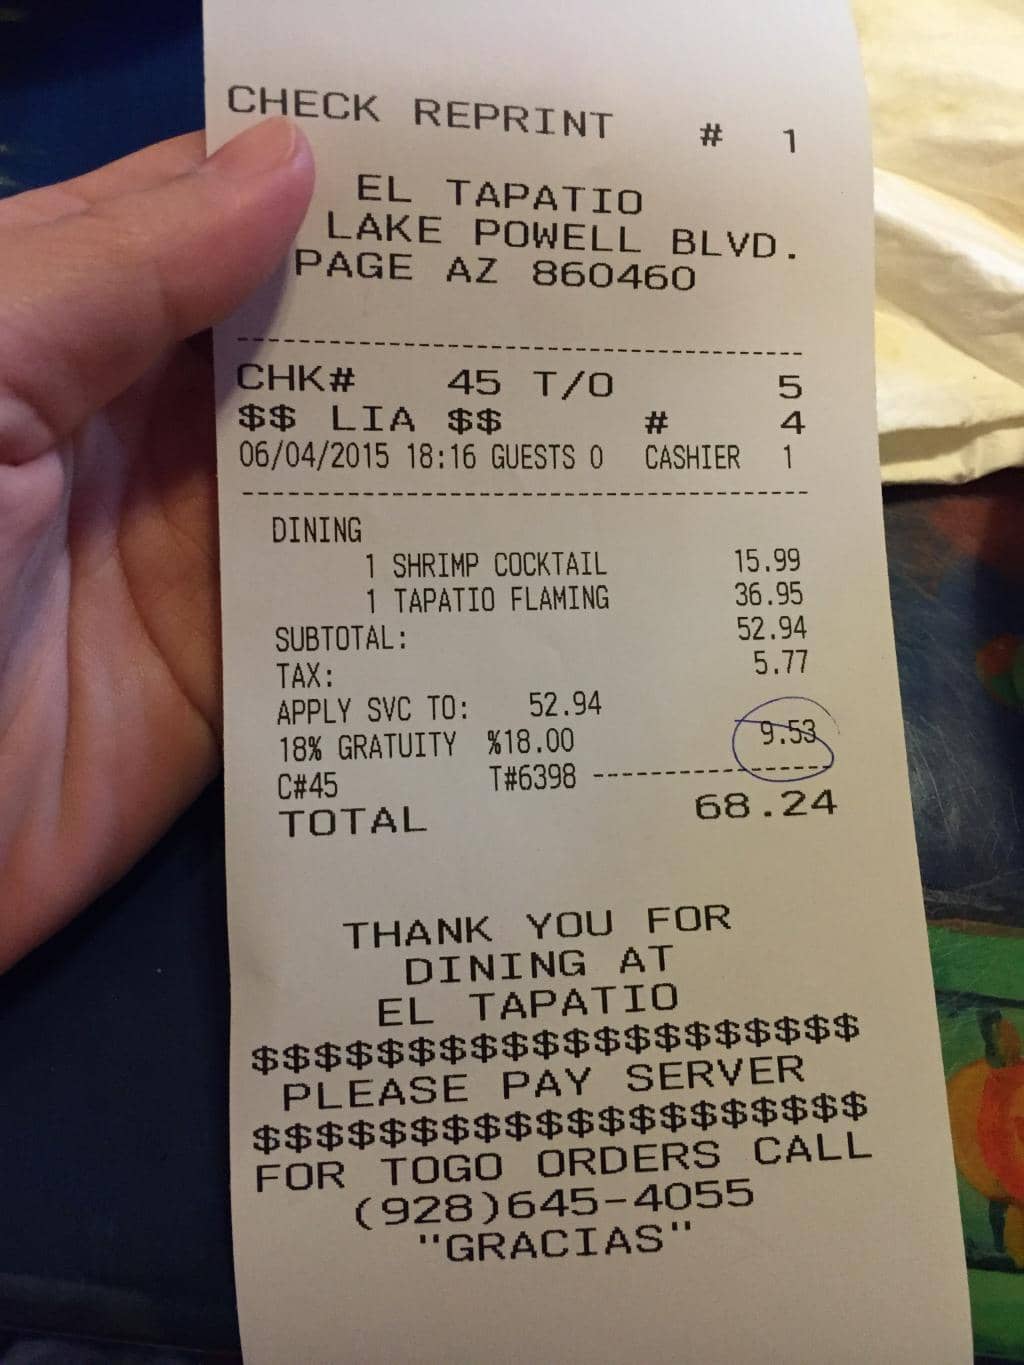 CHECK REPRINT # 1
EL TAPATIO
LAKE POWELL BLVD.
PAGE AZ 860460
--------------------------------------
CHK# 45 T/O 5
$$ LIA $$ # 4
06/04/2015 18:16 GUESTS 0 CASHIER 1
--------------------------------------
DINING
1 SHRIMP COCKTAIL 15.99
1 TAPATIO FLAMING 36.95
SUBTOTAL: 52.94
TAX: 5.77
APPLY SVC TO: 52.94
18% GRATUITY %18.00 9.53
C#45 T#6398 ----------------
TOTAL 68.24
THANK YOU FOR
DINING AT
EL TAPATIO
$$$$$$$$$$$$$$$$$$$$
PLEASE PAY SERVER
$$$$$$$$$$$$$$$$$$$$
FOR TOGO ORDERS CALL
(928)645-4055
"GRACIAS"